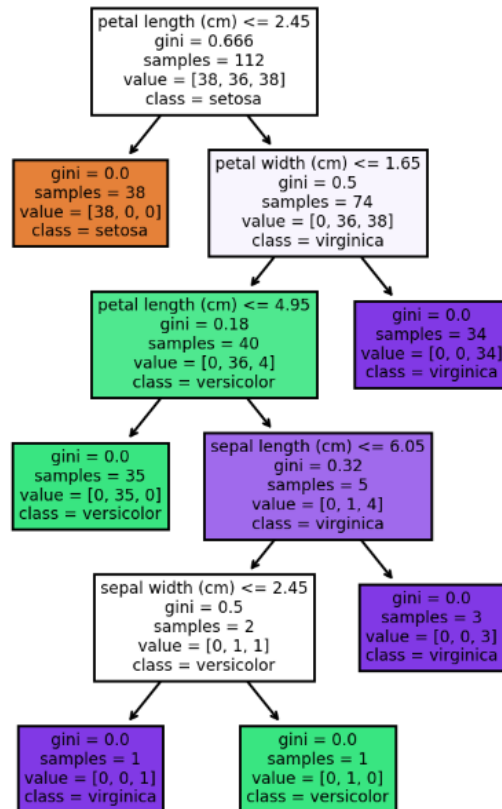 petal length (cm) <= 2.45
gini = 0.666
samples = 112
value = [38, 36, 38]
class = setosa
gini = 0.0
samples = 38
value = [38, 0, 0]
class = setosa
petal width (cm) <= 1.65
gini = 0.5
samples = 74
value = [0, 36, 38]
class = virginica
petal length (cm) <= 4.95
gini = 0.18
samples = 40
value = [0, 36, 4]
class = versicolor
gini = 0.0
samples = 34
value = [0, 0, 34]
class = virginica
gini = 0.0
samples = 35
value = [0, 35, 0]
class = versicolor
sepal length (cm) <= 6.05
gini = 0.32
samples = 5
value = [0, 1, 4]
class = virginica
sepal width (cm) <= 2.45
gini = 0.5
samples = 2
value = [0, 1, 1]
class = versicolor
gini = 0.0
samples = 3
value = [0, 0, 3]
class = virginica
gini = 0.0
samples = 1
value = [0, 0, 1]
class = virginica
gini = 0.0
samples = 1
value = [0, 1, 0]
class = versicolor